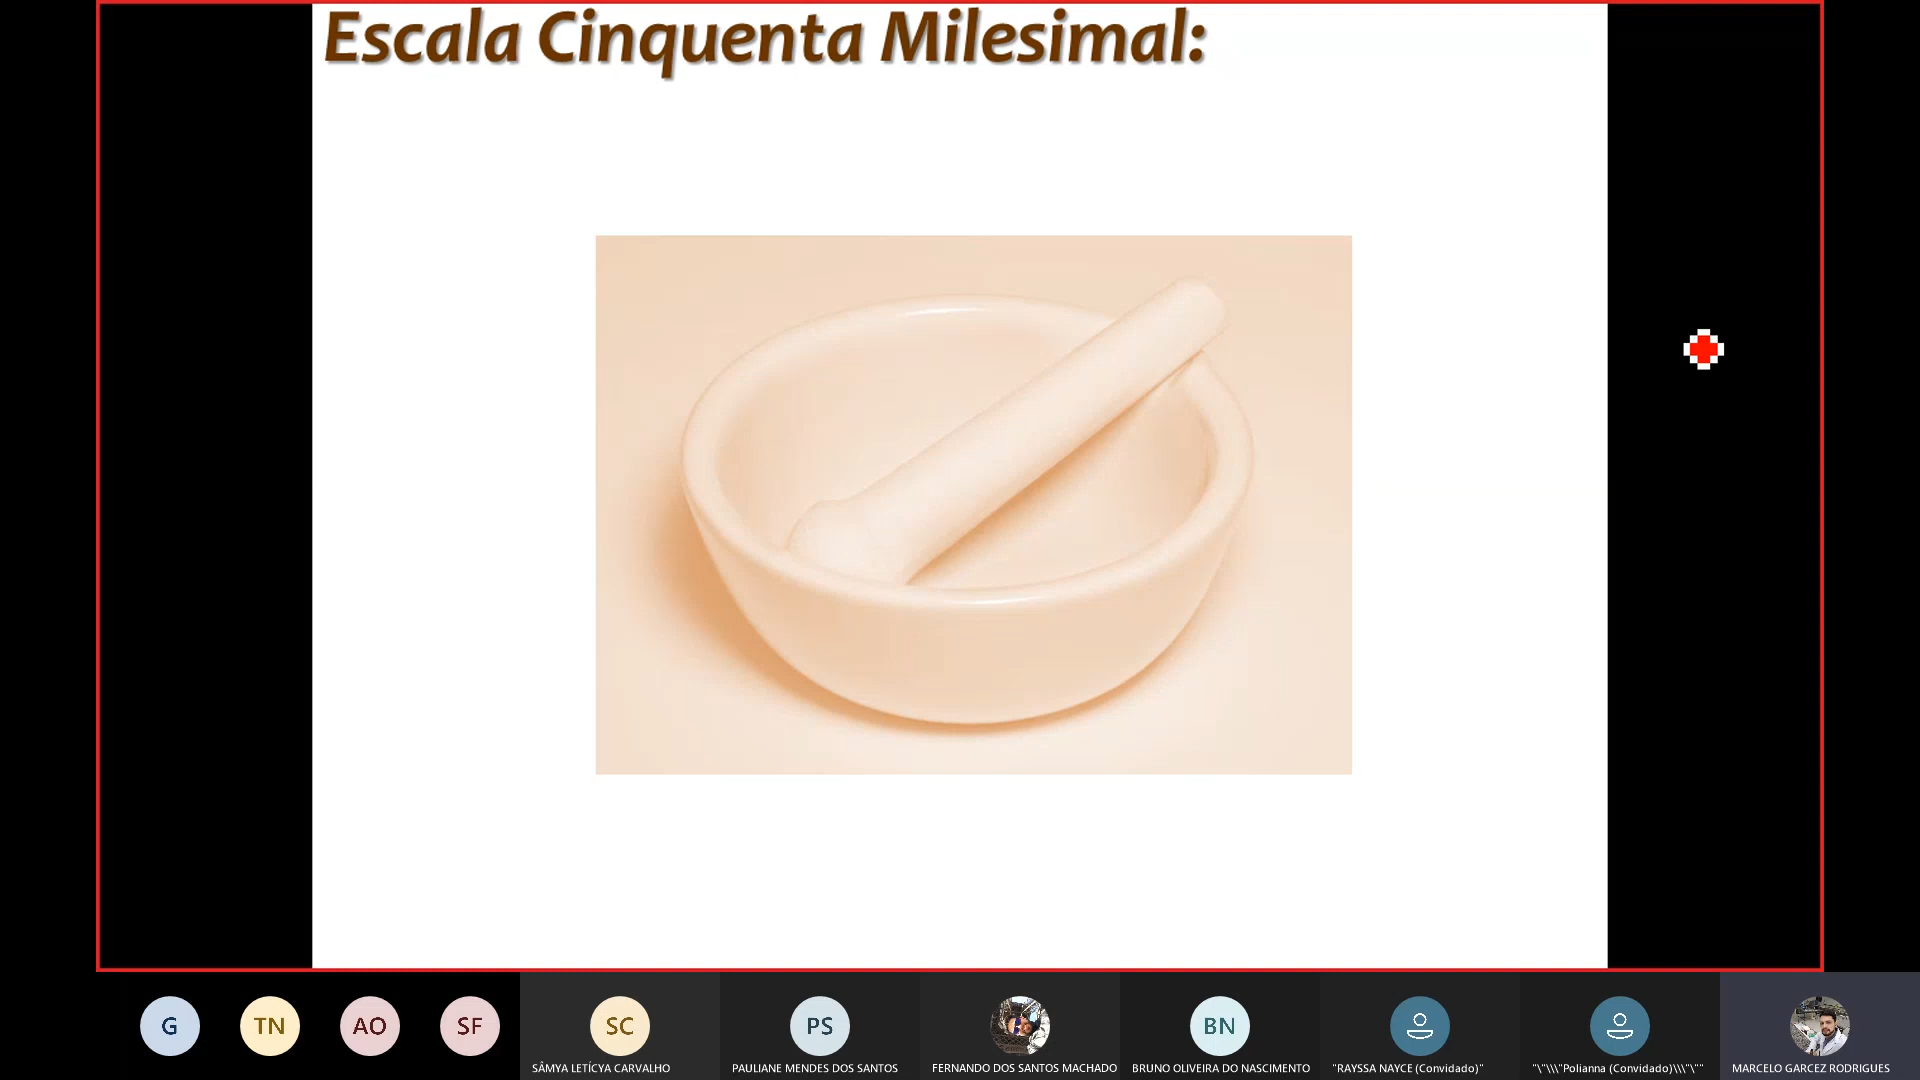 Escala Cinquenta Milesimal:
G
TN
AO
SF
SC
PS
BN
SÂMYA LETÍCYA CARVALHO
PAULIANE MENDES DOS SANTOS
FERNANDO DOS SANTOS MACHADO
BRUNO OLIVEIRA DO NASCIMENTO
"RAYSSA NAYCE (Convidado)"
"\"\\\"Polianna (Convidado)\\\"\""
MARCELO GARCEZ RODRIGUES